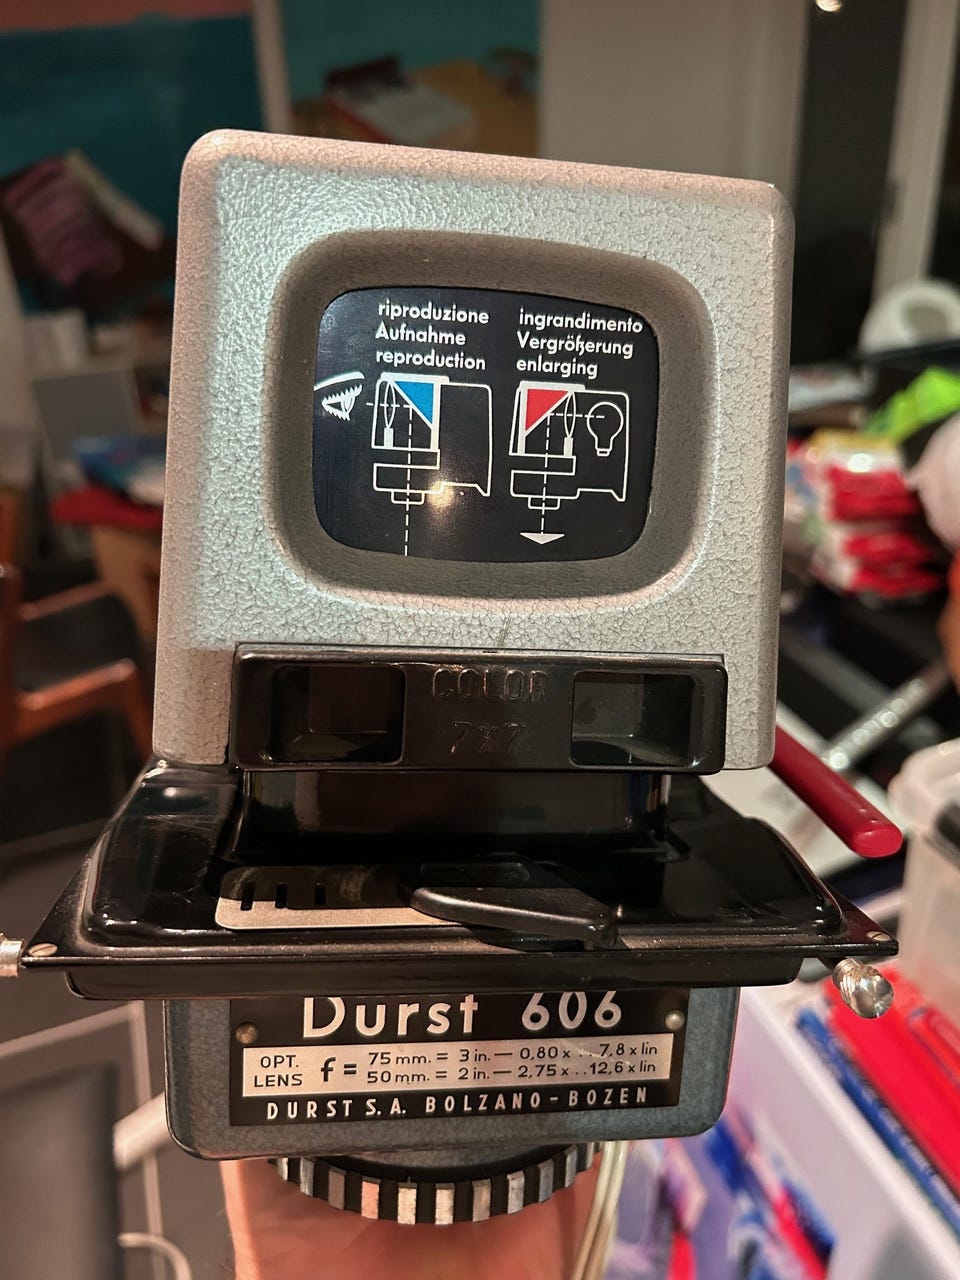 riproduzione
Aufnahme
reproduction
ingrandimento
Vergrößerung
enlarging
COLOR
7x7
Durst 606
OPT. LENS f = 75 mm. = 3 in. — 0,80 x .. 7,8 x lin
50 mm. = 2 in. — 2,75 x .. 12,6 x lin
DURST S.A. BOLZANO-BOZEN